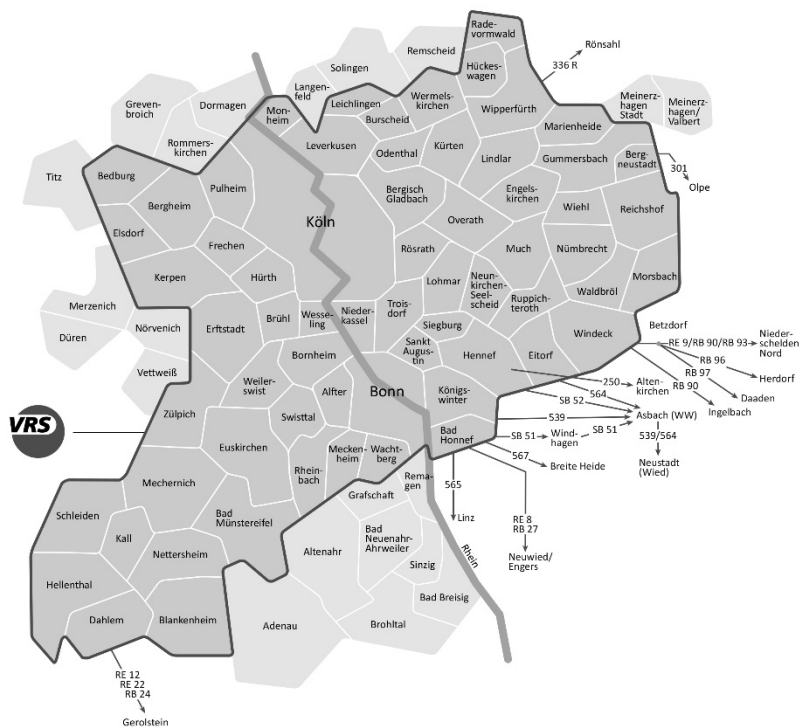 Rade-
vormwald
Rönsahl
336 R
Remscheid
Solingen
Hückes-
wagen
Langen-
feld
Wermels-
kirchen
Leichlingen
Burscheid
Wipperfürth
Meinerz-
hagen
Stadt
Meinerz-
hagen/
Valbert
Greven-
broich
Dormagen
Mon-
heim
Marienheide
Rommers-
kirchen
Leverkusen
Odenthal
Kürten
Lindlar
Gummersbach
Berg-
neustadt
301
Olpe
Titz
Bedburg
Pulheim
Bergheim
Bergisch
Gladbach
Engels-
kirchen
Wiehl
Reichshof
Köln
Overath
Elsdorf
Frechen
Rösrath
Much
Nümbrecht
Kerpen
Hürth
Lohmar
Neun-
kirchen-
Seel-
scheid
Ruppich-
teroth
Waldbröl
Morsbach
Merzenich
Nörvenich
Düren
Erftstadt
Brühl
Wesse-
ling
Nieder-
kassel
Trois-
dorf
Siegburg
Windeck
Betzdorf
RE 9/RB 90/RB 93
Nieder-
schelden
Nord
Sankt
Augustin
Hennef
Eitorf
Vettweiß
Bornheim
RB 96
Herdorf
RB 97
Daaden
RB 90
Ingelbach
Weiler-
swist
Alfter
Bonn
Königs-
winter
250
Alten-
kirchen
564
SB 52
Zülpich
Swisttal
539
Asbach (WW)
VRS
Bad
Honnef
SB 51
Wind-
hagen
SB 51
539/564
Neustadt
(Wied)
Euskirchen
Mecken-
heim
Wacht-
berg
Rhein-
bach
567
Breite Heide
Mechernich
Rema-
gen
565
Linz
Grafschaft
Schleiden
Bad
Münstereifel
Kall
Bad
Neuenahr-
Ahrweiler
RE 8
RB 27
Neuwied/
Engers
Nettersheim
Altenahr
Rhein
Sinzig
Hellenthal
Bad Breisig
Dahlem
Blankenheim
Adenau
Brohltal
RE 12
RE 22
RB 24
Gerolstein